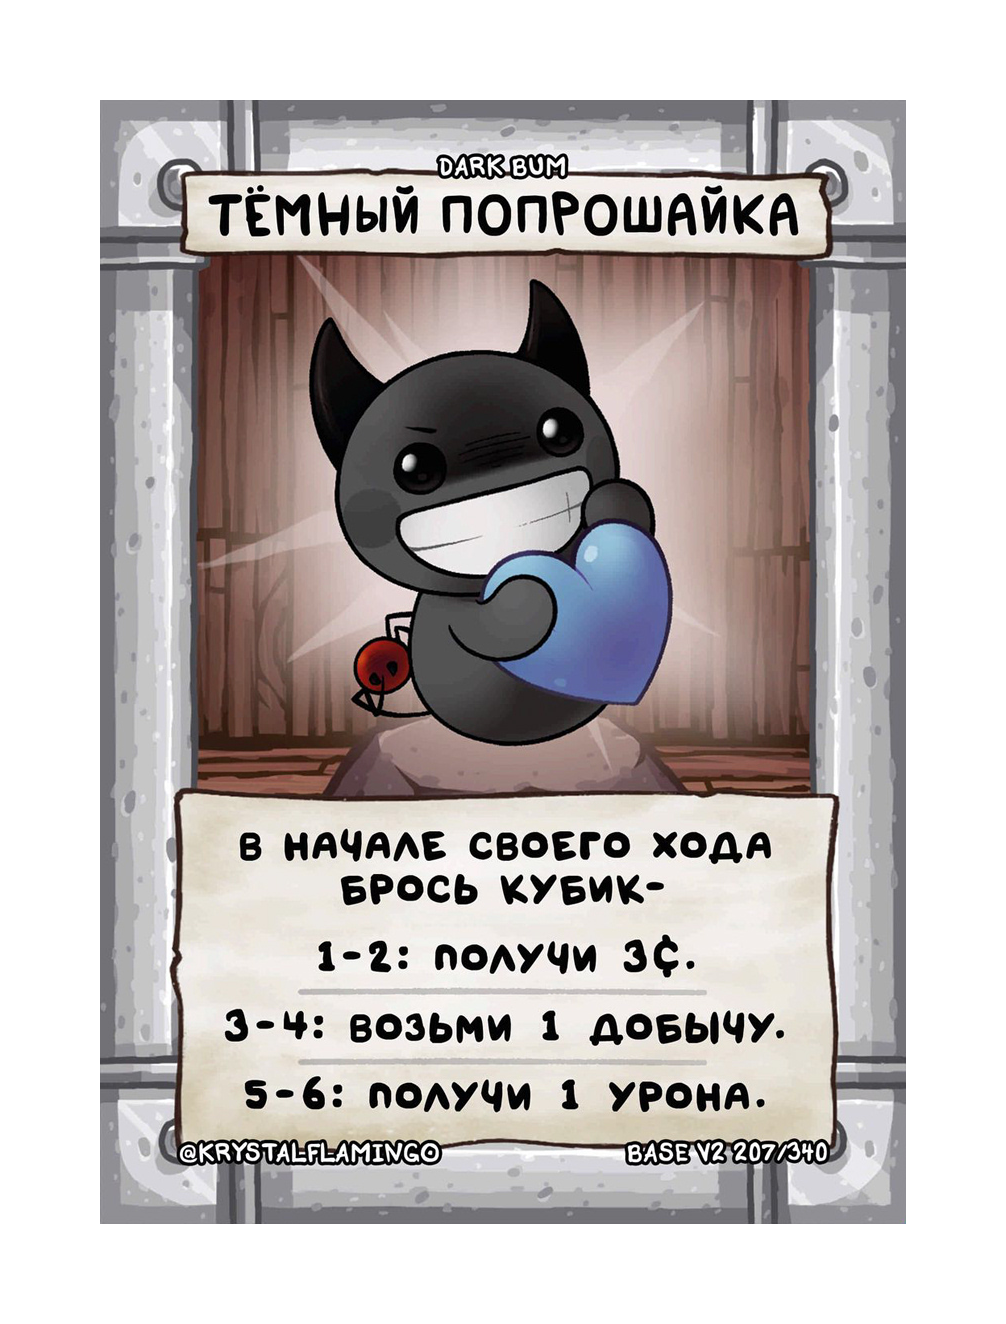 DARK BUM
ТЁМНЫЙ ПОПРОШАЙКА
В НАЧАЛЕ СВОЕГО ХОДА
БРОСЬ КУБИК-
1-2: ПОЛУЧИ 3¢.
3-4: ВОЗЬМИ 1 ДОБЫЧУ.
5-6: ПОЛУЧИ 1 УРОНА.
@KRYSTALFLAMINGO
BASE V2 207/340